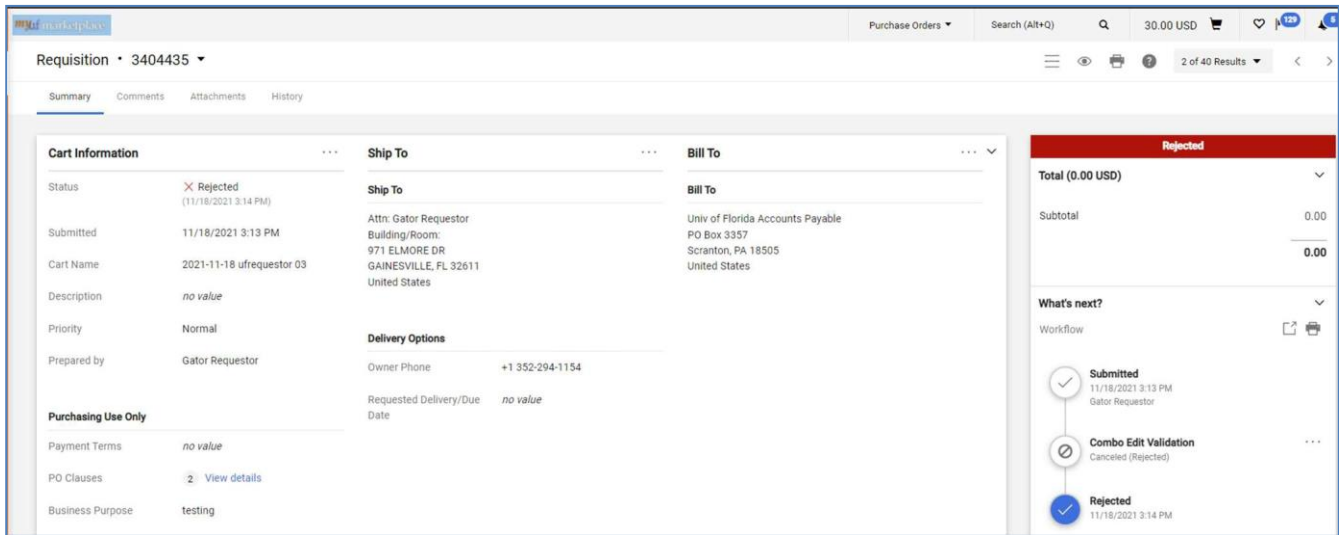 myuf marketplace
Purchase Orders
Search (Alt+Q)
30.00 USD
129
Requisition • 3404435
2 of 40 Results
Summary
Comments
Attachments
History
Cart Information
Status
Rejected
(11/18/2021 3:14 PM)
Submitted
11/18/2021 3:13 PM
Cart Name
2021-11-18 ufrequestor 03
Description
no value
Priority
Normal
Prepared by
Gator Requestor
Purchasing Use Only
Payment Terms
no value
PO Clauses
2 View details
Business Purpose
testing
Ship To
Ship To
Attn: Gator Requestor
Building/Room:
971 ELMORE DR
GAINESVILLE, FL 32611
United States
Delivery Options
Owner Phone
+1 352-294-1154
Requested Delivery/Due
Date
no value
Bill To
Bill To
Univ of Florida Accounts Payable
PO Box 3357
Scranton, PA 18505
United States
Rejected
Total (0.00 USD)
Subtotal
0.00
0.00
What's next?
Workflow
Submitted
11/18/2021 3:13 PM
Gator Requestor
Combo Edit Validation
Canceled (Rejected)
Rejected
11/18/2021 3:14 PM